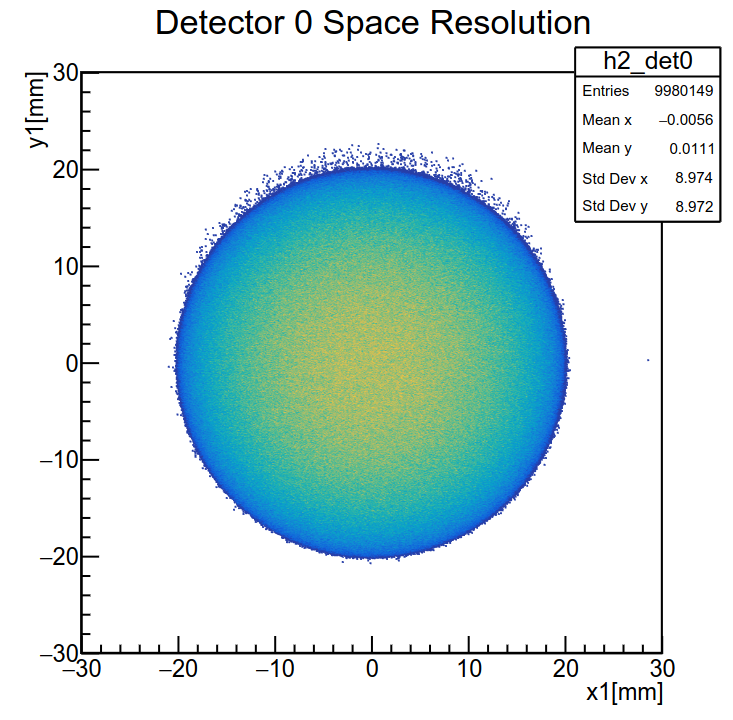 Detector 0 Space Resolution
h2_det0
Entries 9980149
Mean x −0.0056
Mean y 0.0111
Std Dev x 8.974
Std Dev y 8.972
y1[mm]
30
20
10
0
−10
−20
−30
−30 −20 −10 0 10 20 30
x1[mm]